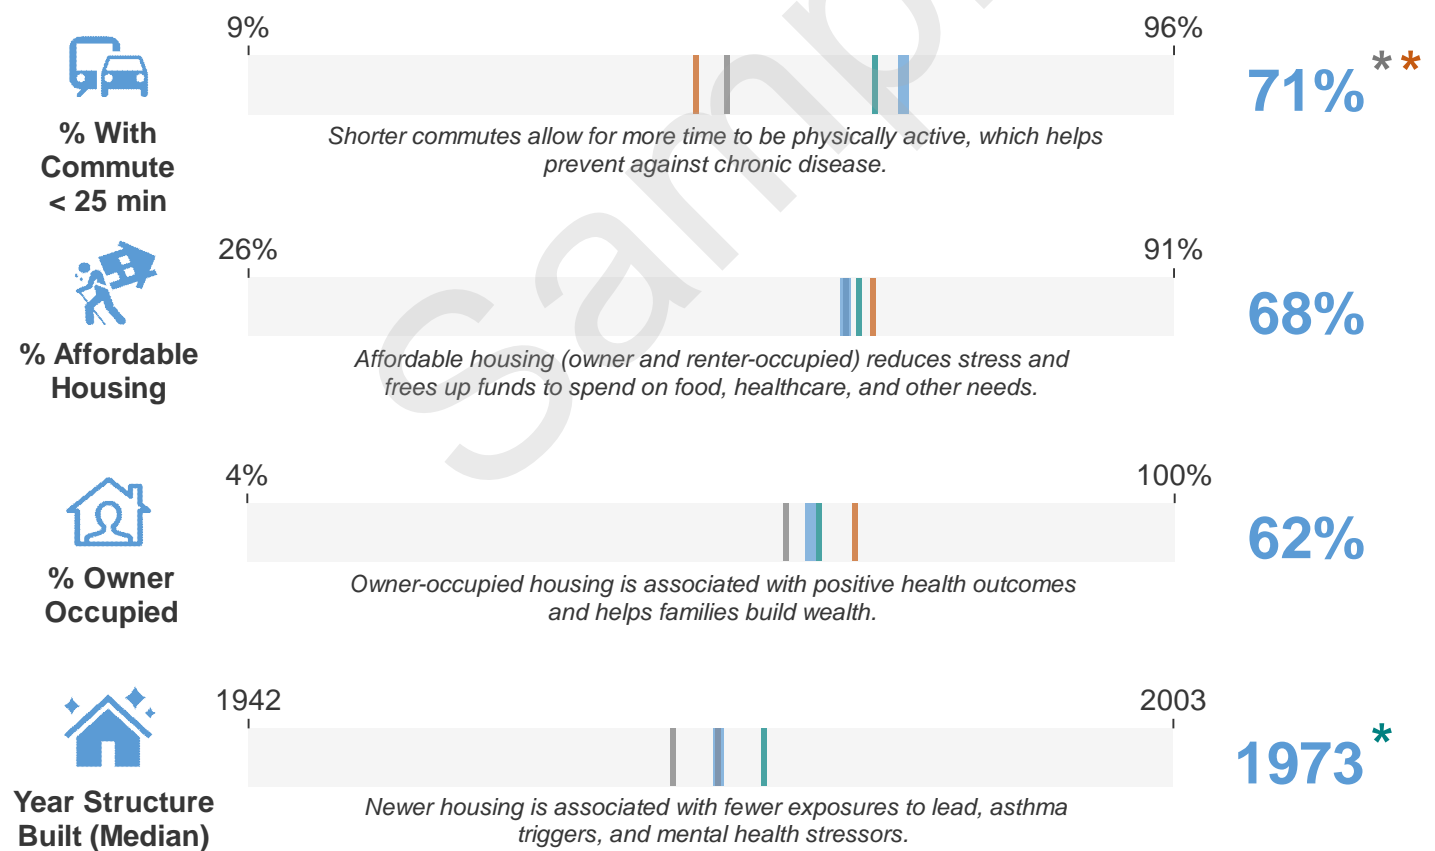 9%
96%
71% * *
% With
Commute
< 25 min
Shorter commutes allow for more time to be physically active, which helps
prevent against chronic disease.
26%
91%
68%
% Affordable
Housing
Affordable housing (owner and renter-occupied) reduces stress and
frees up funds to spend on food, healthcare, and other needs.
4%
100%
62%
% Owner
Occupied
Owner-occupied housing is associated with positive health outcomes
and helps families build wealth.
1942
2003
1973 *
Year Structure
Built (Median)
Newer housing is associated with fewer exposures to lead, asthma
triggers, and mental health stressors.
Samp